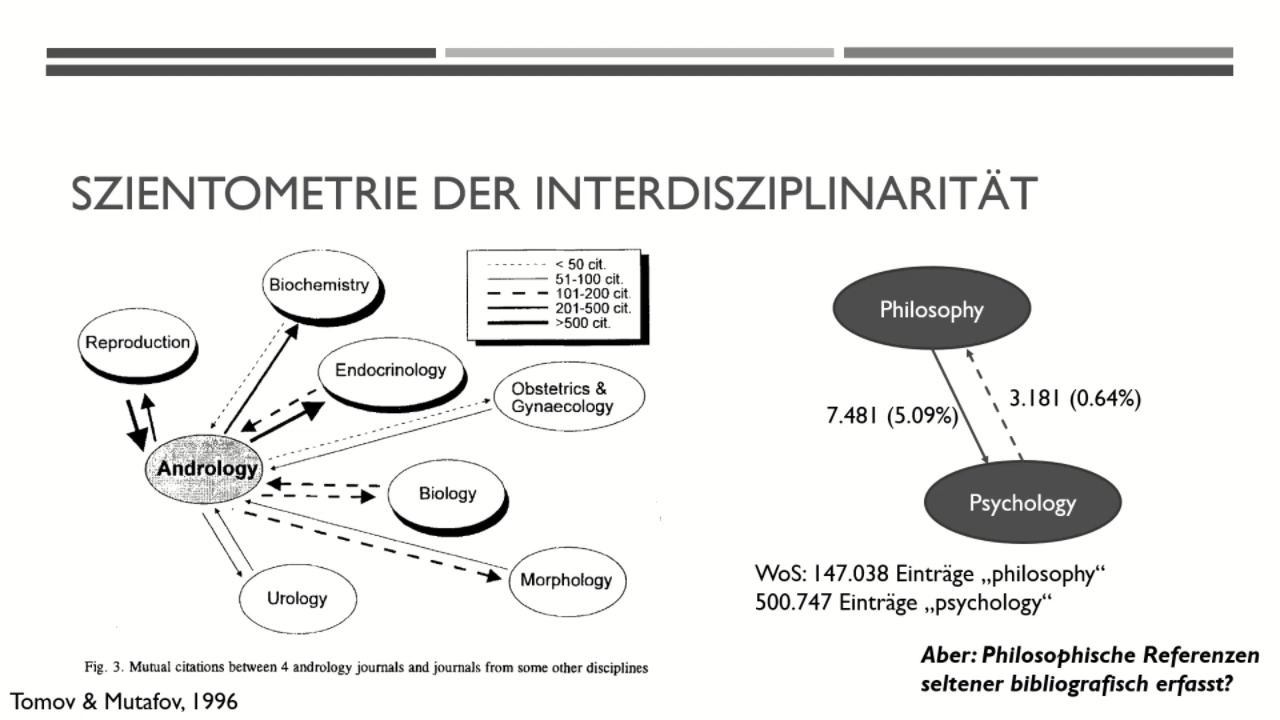 SZIENTOMETRIE DER INTERDISZIPLINARITÄT
Biochemistry
< 50 cit.
51-100 cit.
101-200 cit.
201-500 cit.
>500 cit.
Reproduction
Endocrinology
Obstetrics &
Gynaecology
Andrology
Biology
Morphology
Urology
Fig. 3. Mutual citations between 4 andrology journals and journals from some other disciplines
Tomov & Mutafov, 1996
Philosophy
7.481 (5.09%)
3.181 (0.64%)
Psychology
WoS: 147.038 Einträge „philosophy“
500.747 Einträge „psychology“
Aber: Philosophische Referenzen
seltener bibliografisch erfasst?